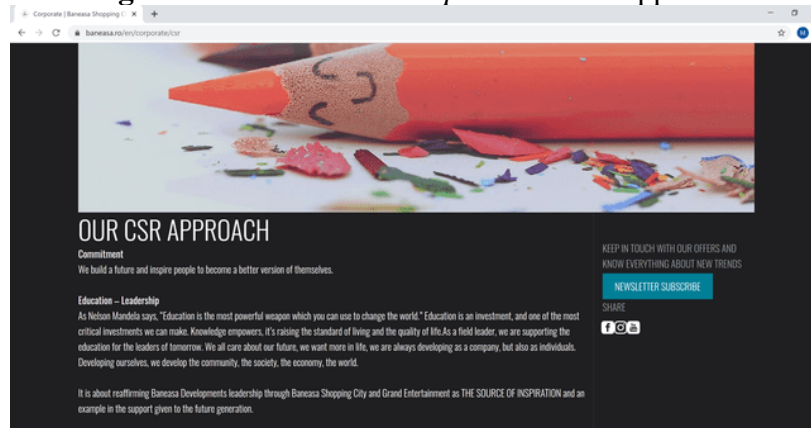 Corporate | Baneasa Shopping C
baneasa.ro/en/corporate/csr
OUR CSR APPROACH
Commitment
We build a future and inspire people to become a better version of themselves.
Education – Leadership
As Nelson Mandela says, "Education is the most powerful weapon which you can use to change the world." Education is an investment, and one of the most
critical investments we can make. Knowledge empowers, it's raising the standard of living and the quality of life.As a field leader, we are supporting the
education for the leaders of tomorrow. We all care about our future, we want more in life, we are always developing as a company, but also as individuals.
Developing ourselves, we develop the community, the society, the economy, the world.
It is about reaffirming Baneasa Developments leadership through Baneasa Shopping City and Grand Entertainment as THE SOURCE OF INSPIRATION and an
example in the support given to the future generation.
KEEP IN TOUCH WITH OUR OFFERS AND
KNOW EVERYTHING ABOUT NEW TRENDS
NEWSLETTER SUBSCRIBE
SHARE